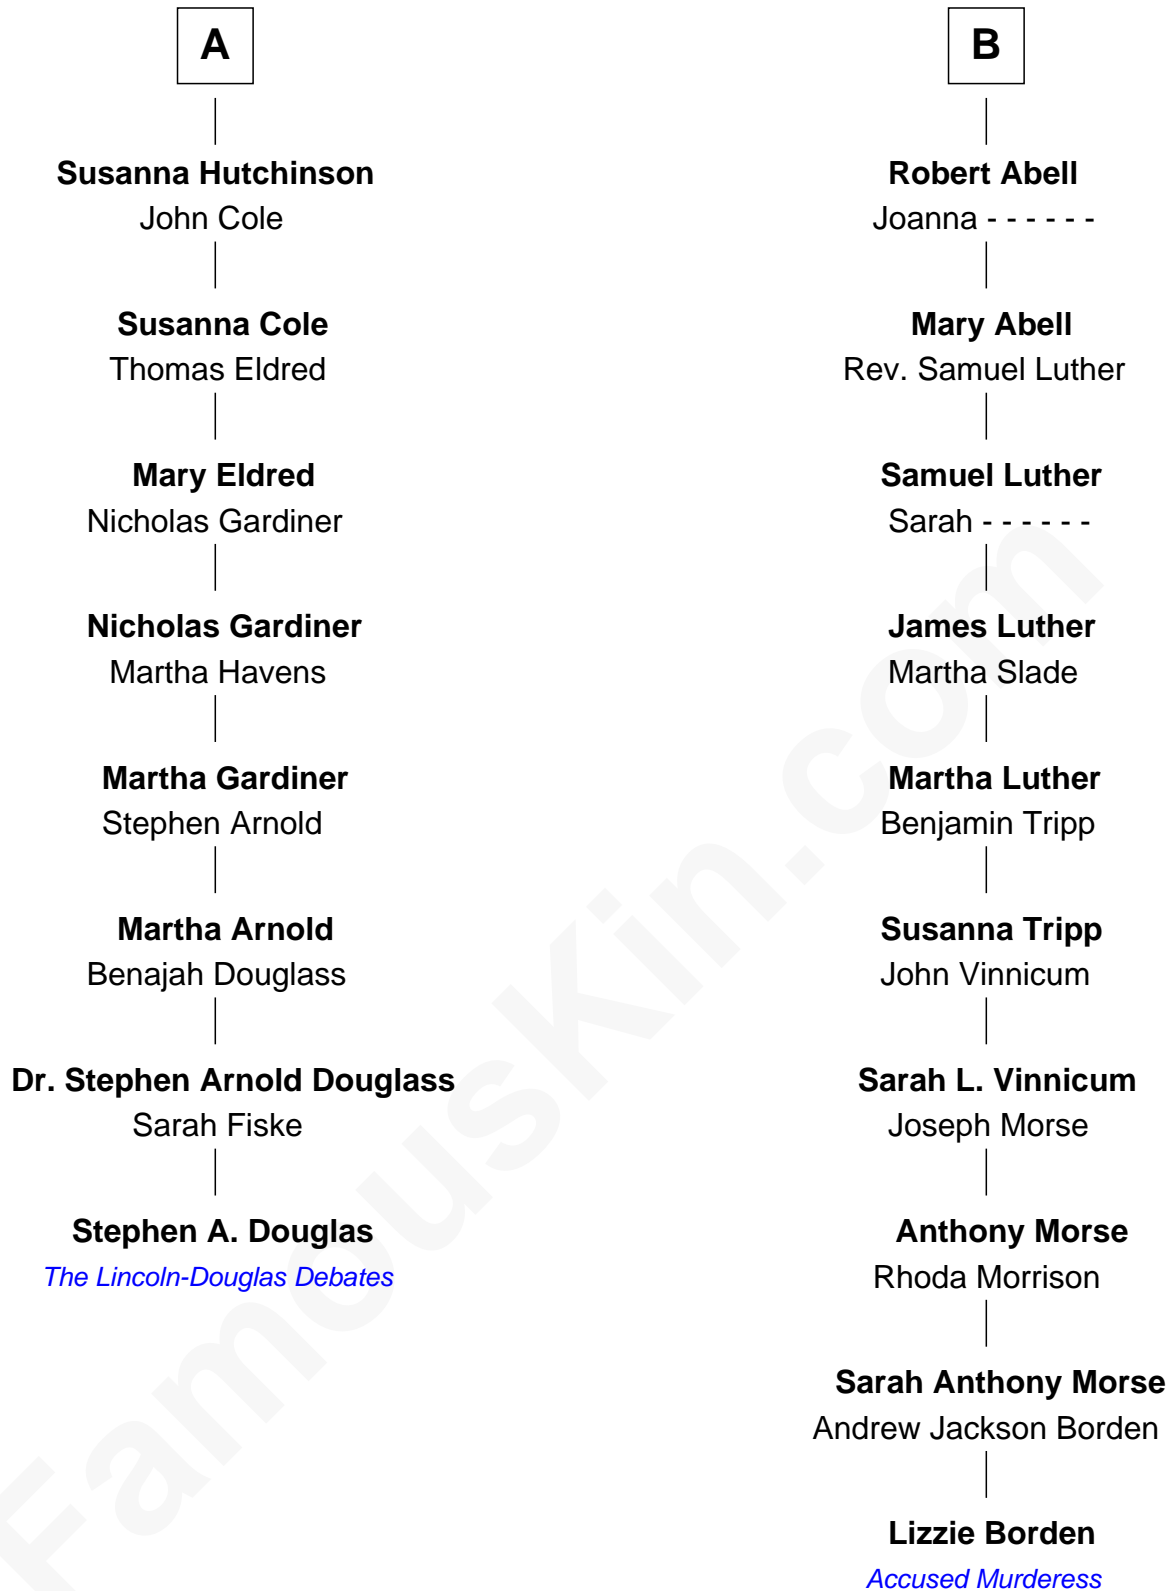 A
Susanna Hutchinson
John Cole
Susanna Cole
Thomas Eldred
Mary Eldred
Nicholas Gardiner
Nicholas Gardiner
Martha Havens
Martha Gardiner
Stephen Arnold
Martha Arnold
Benajah Douglass
Dr. Stephen Arnold Douglass
Sarah Fiske
Stephen A. Douglas
The Lincoln-Douglas Debates
B
Robert Abell
Joanna - - - - - -
Mary Abell
Rev. Samuel Luther
Samuel Luther
Sarah - - - - - -
James Luther
Martha Slade
Martha Luther
Benjamin Tripp
Susanna Tripp
John Vinnicum
Sarah L. Vinnicum
Joseph Morse
Anthony Morse
Rhoda Morrison
Sarah Anthony Morse
Andrew Jackson Borden
Lizzie Borden
Accused Murderess
FamousKin.com